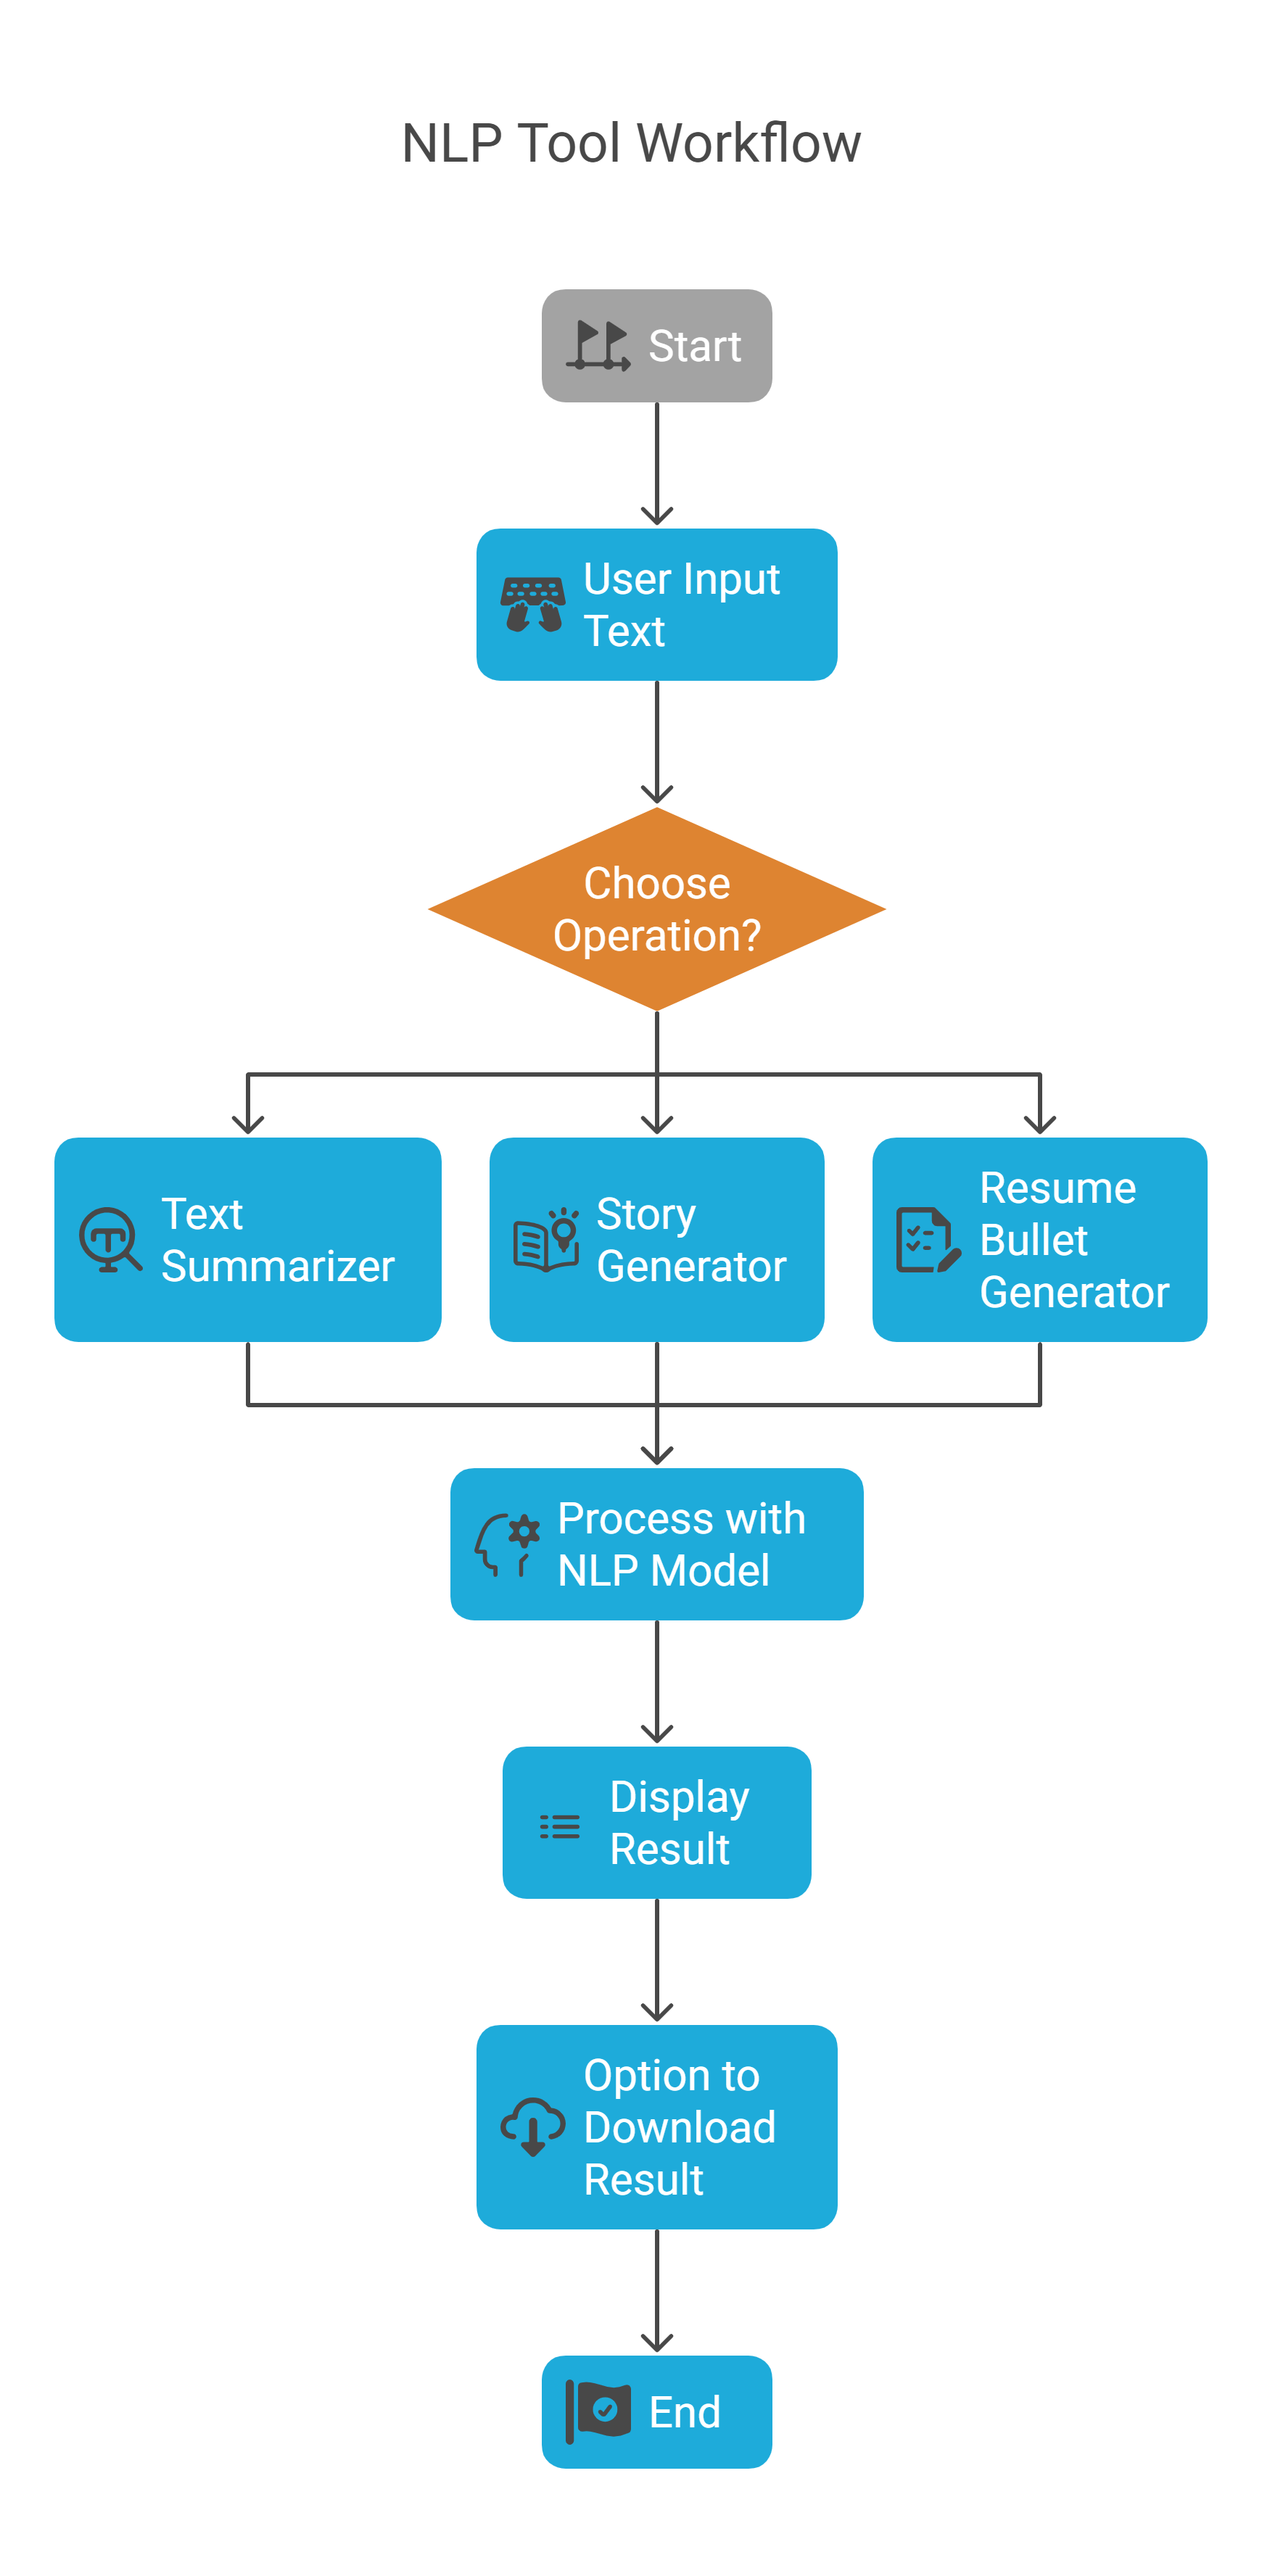 NLP Tool Workflow
Start
User Input
Text
Choose
Operation?
Text
Summarizer
Story
Generator
Resume
Bullet
Generator
Process with
NLP Model
Display
Result
Option to
Download
Result
End